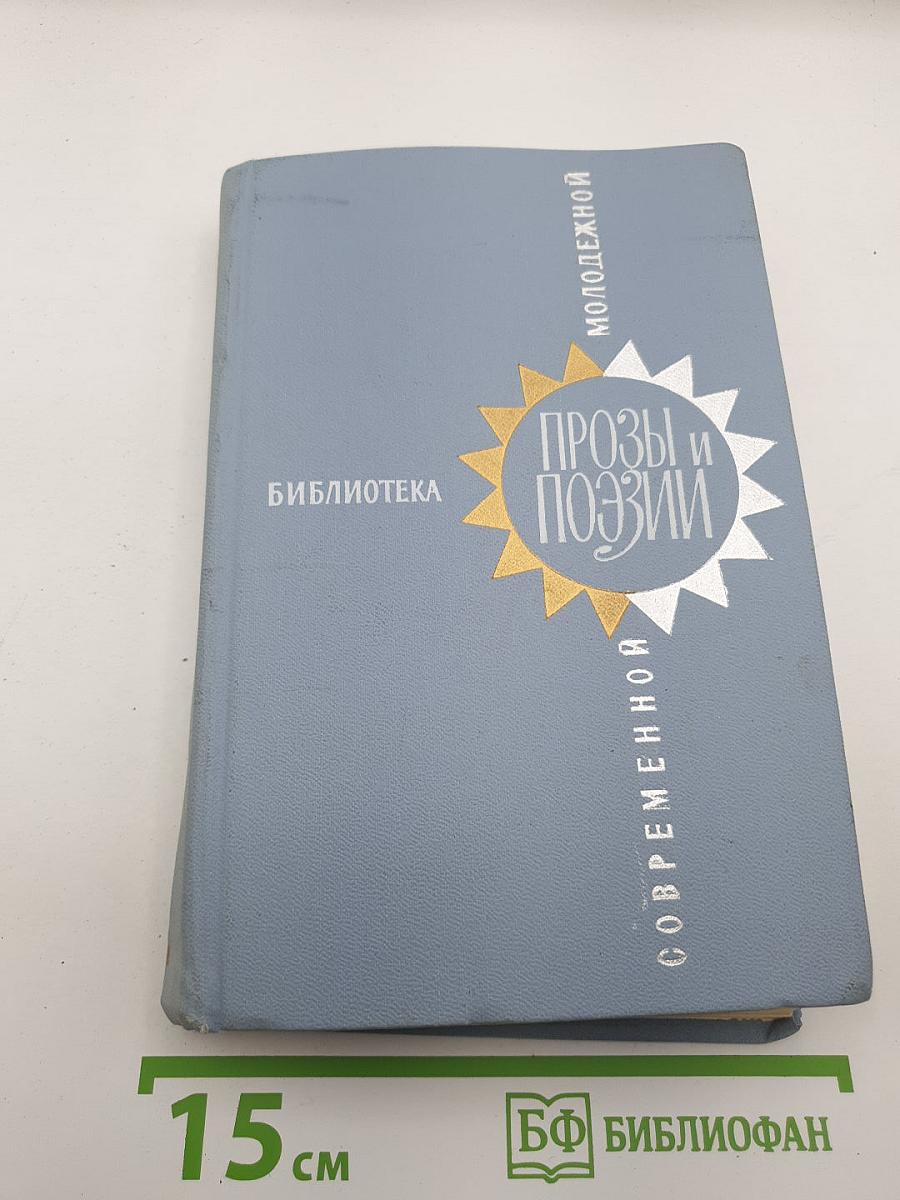 БИБЛИОТЕКА
СОВРЕМЕННОЙ
МОЛОДЕЖНОЙ
ПРОЗЫ И
ПОЭЗИИ
15 см
БФ БИБЛИОФАН